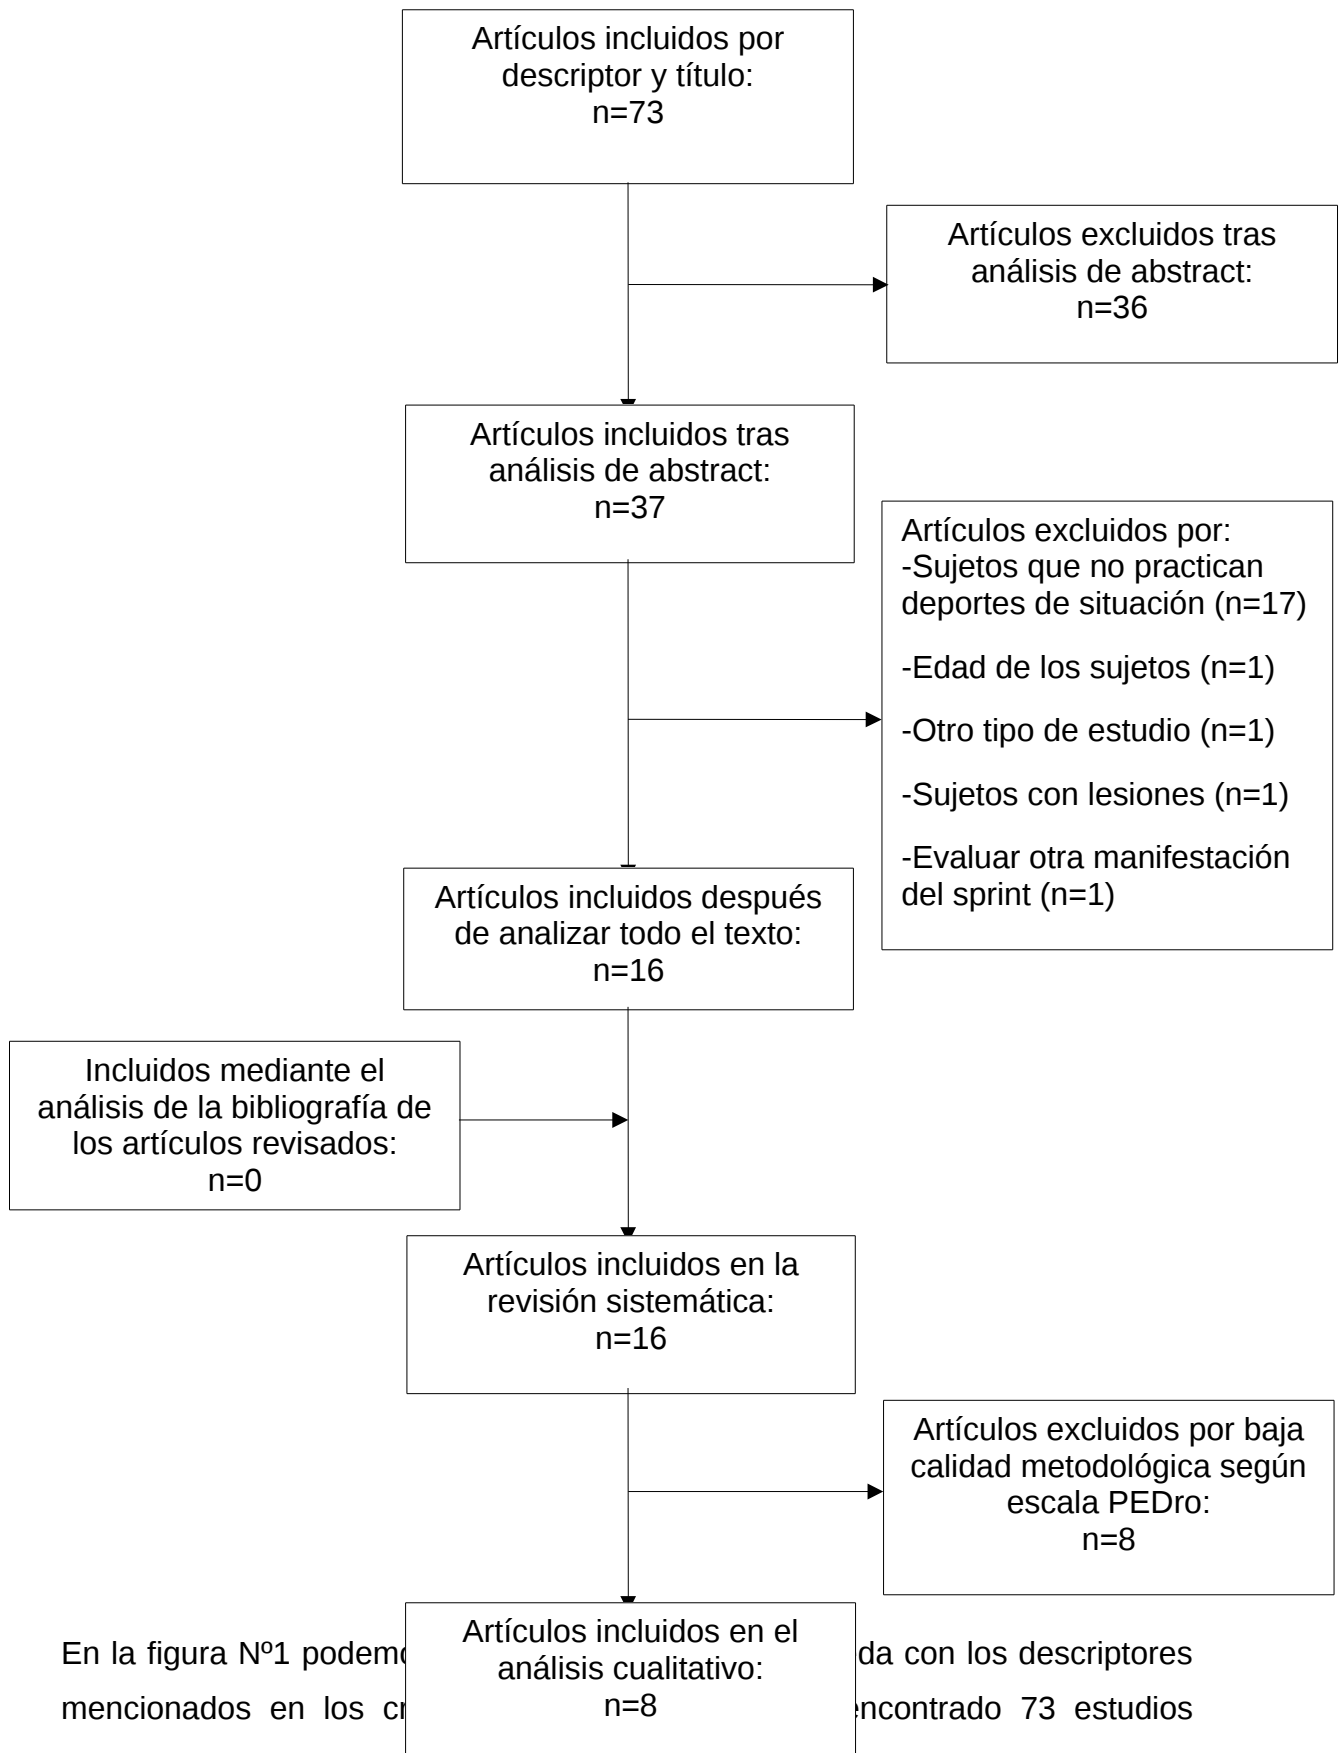 Artículos incluidos por
descriptor y título:
n=73
Artículos excluidos tras
análisis de abstract:
n=36
Artículos incluidos tras
análisis de abstract:
n=37
Artículos excluidos por:
-Sujetos que no practican
deportes de situación (n=17)
-Edad de los sujetos (n=1)
-Otro tipo de estudio (n=1)
-Sujetos con lesiones (n=1)
-Evaluar otra manifestación
del sprint (n=1)
Artículos incluidos después
de analizar todo el texto:
n=16
Incluidos mediante el
análisis de la bibliografía de
los artículos revisados:
n=0
Artículos incluidos en la
revisión sistemática:
n=16
Artículos excluidos por baja
calidad metodológica según
escala PEDro:
n=8
Artículos incluidos en el
análisis cualitativo:
n=8
En la figura Nº1 con los descriptores
mencionados en los 73 estudios